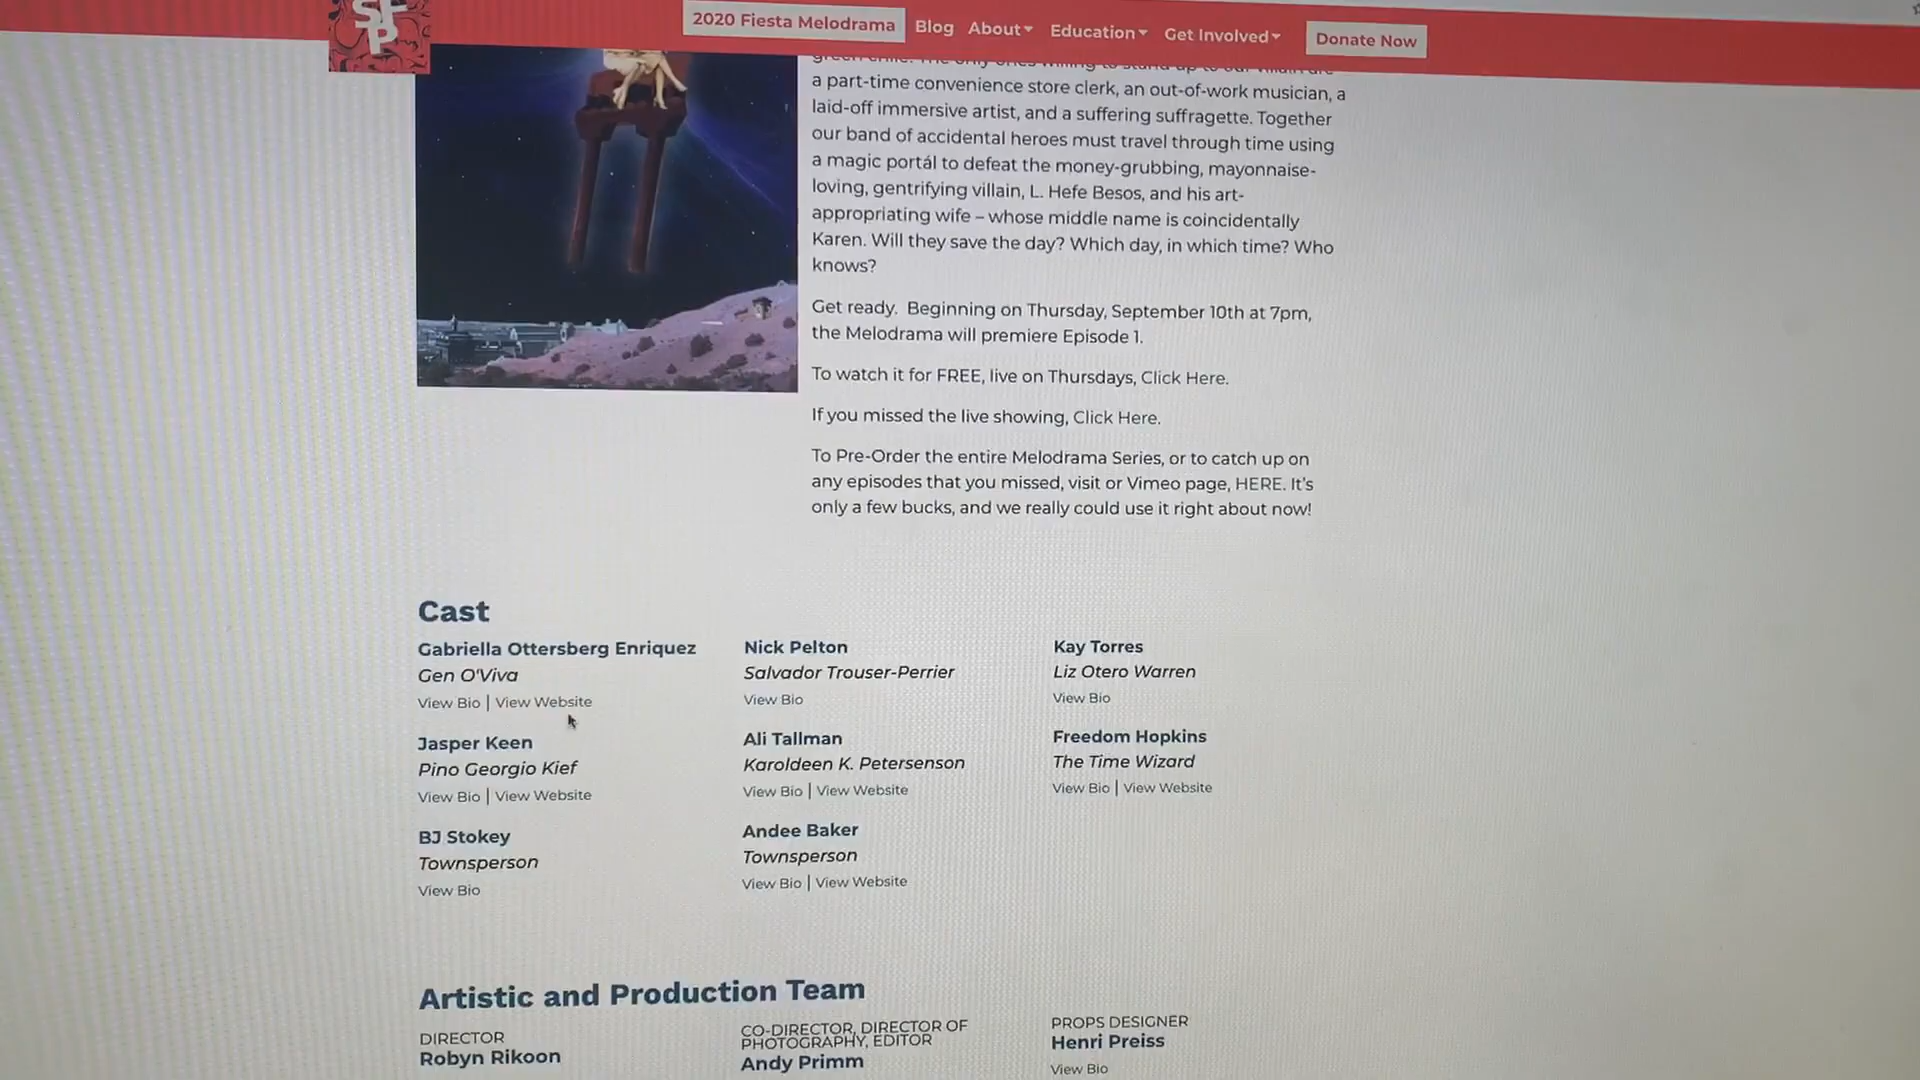 SFP
2020 Fiesta Melodrama
Blog
About
Education
Get Involved
Donate Now
a part-time convenience store clerk, an out-of-work musician, a
laid-off immersive artist, and a suffering suffragette. Together
our band of accidental heroes must travel through time using
a magic portál to defeat the money-grubbing, mayonnaise-
loving, gentrifying villain, L. Hefe Besos, and his art-
appropriating wife – whose middle name is coincidentally
Karen. Will they save the day? Which day, in which time? Who
knows?
Get ready. Beginning on Thursday, September 10th at 7pm,
the Melodrama will premiere Episode 1.
To watch it for FREE, live on Thursdays, Click Here.
If you missed the live showing, Click Here.
To Pre-Order the entire Melodrama Series, or to catch up on
any episodes that you missed, visit or Vimeo page, HERE. It's
only a few bucks, and we really could use it right about now!
Cast
Gabriella Ottersberg Enriquez
Gen O'Viva
View Bio | View Website
Nick Pelton
Salvador Trouser-Perrier
View Bio
Kay Torres
Liz Otero Warren
View Bio
Jasper Keen
Pino Georgio Kief
View Bio | View Website
Ali Tallman
Karoldeen K. Petersenson
View Bio | View Website
Freedom Hopkins
The Time Wizard
View Bio | View Website
BJ Stokey
Townsperson
View Bio
Andee Baker
Townsperson
View Bio | View Website
Artistic and Production Team
DIRECTOR
Robyn Rikoon
CO-DIRECTOR, DIRECTOR OF
PHOTOGRAPHY, EDITOR
Andy Primm
PROPS DESIGNER
Henri Preiss
View Bio